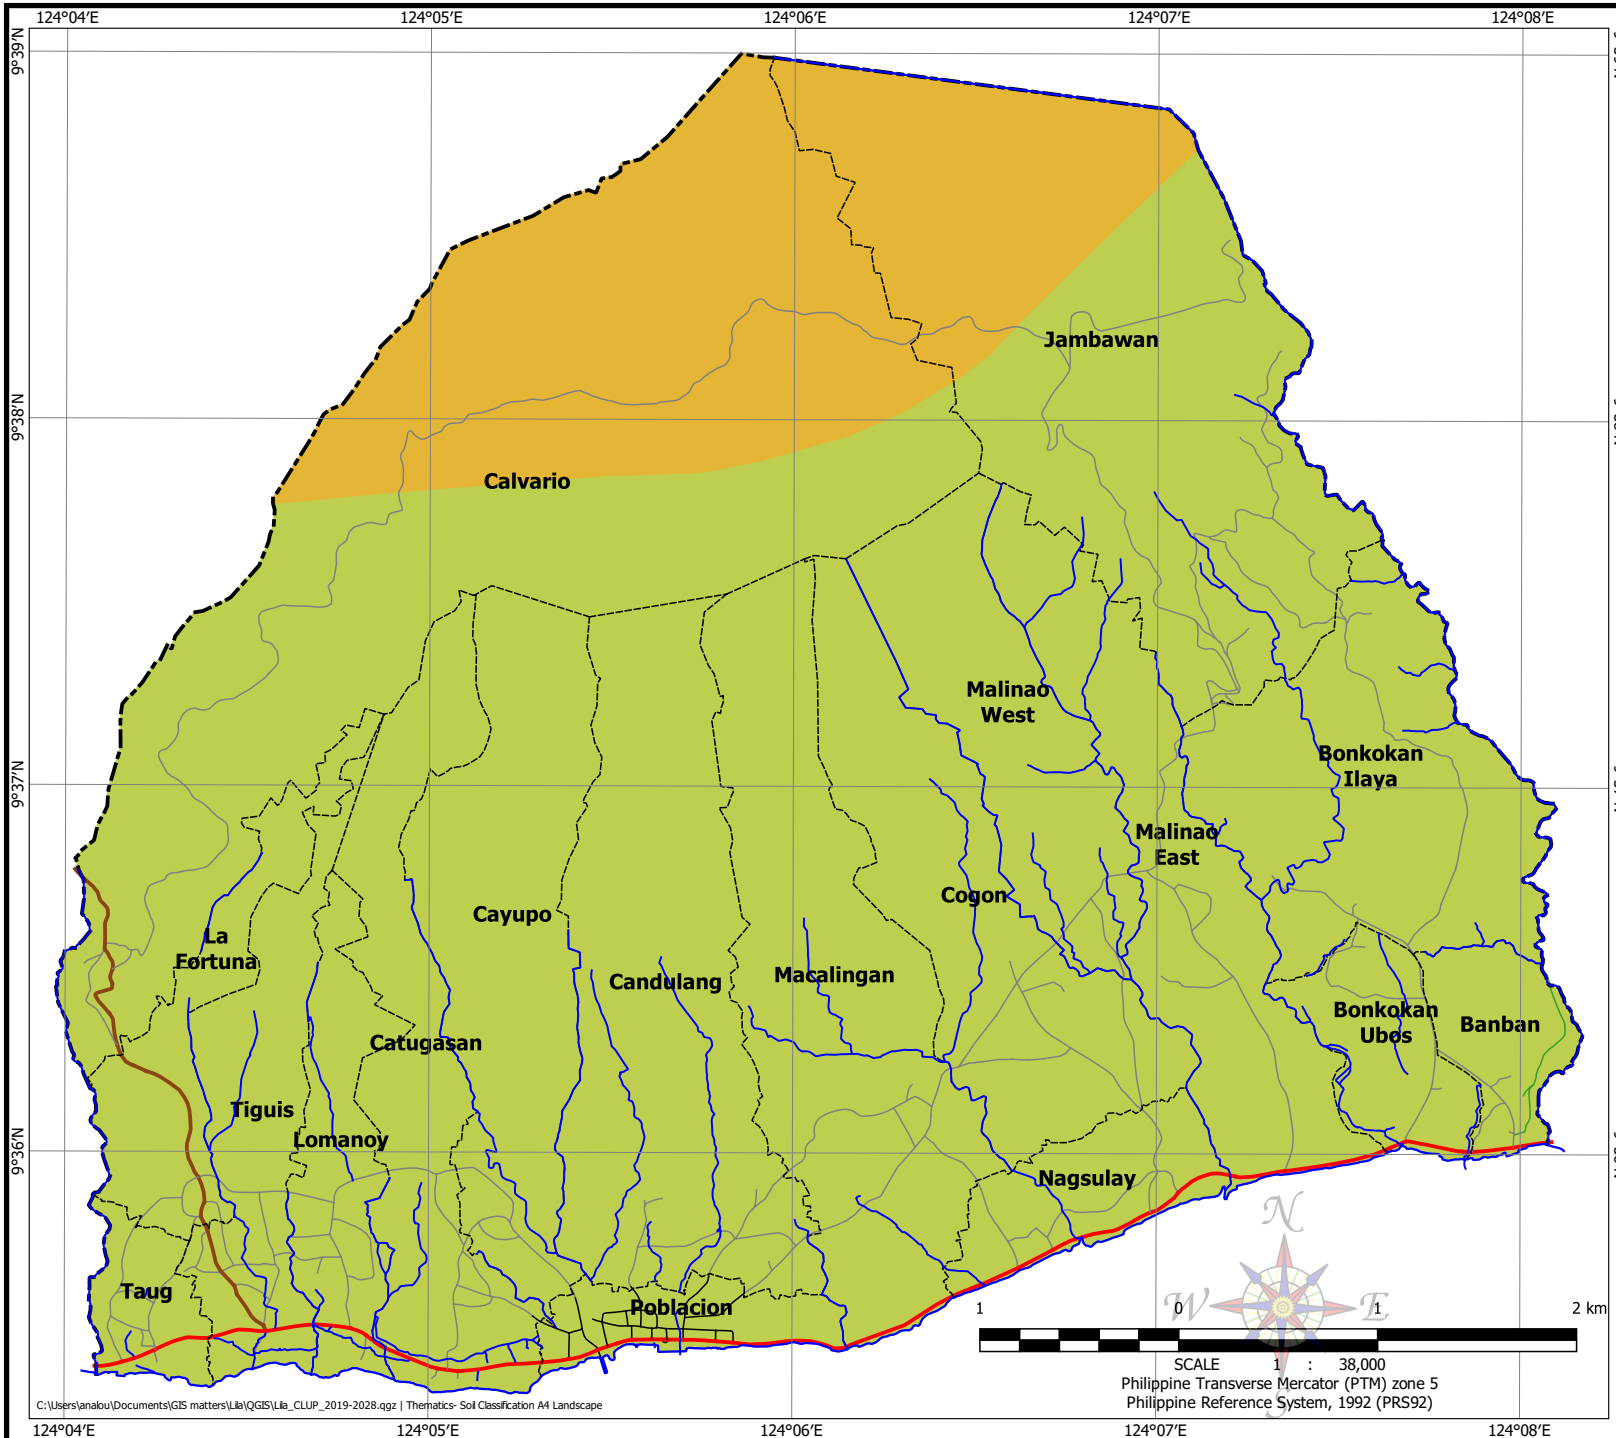 124°04'E 124°05'E 124°06'E 124°07'E 124°08'E
9°39'N
Jambawan
9°38'N
Calvario
Malinao
West
Bonkokan
Ilaya
9°37'N
Malinao
East
Cogon
Cayupo
La
Fortuna
Candulang
Macalingan
Bonkokan
Ubos
Banban
Catugasan
Tiguis
Lomanoy
9°36'N
Nagsulay
N
Taug
Poblacion
W E
1 0 1 2 km
SCALE 1 : 38,000
Philippine Transverse Mercator (PTM) zone 5
Philippine Reference System, 1992 (PRS92)
S
C:\Users\analou\Documents\GIS matters\Lila\QGIS\Lila_CLUP_2019-2028.qgz | Thematics- Soil Classification A4 Landscape
124°04'E 124°05'E 124°06'E 124°07'E 124°08'E